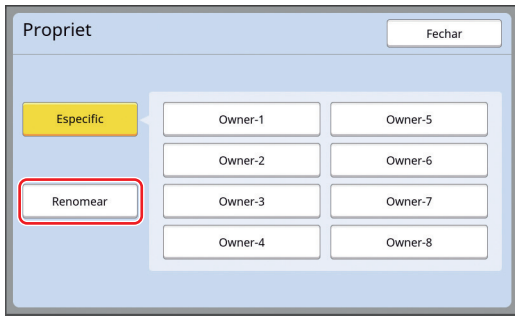 Propriet
Fechar
Especific
Owner-1
Owner-5
Owner-2
Owner-6
Renomear
Owner-3
Owner-7
Owner-4
Owner-8